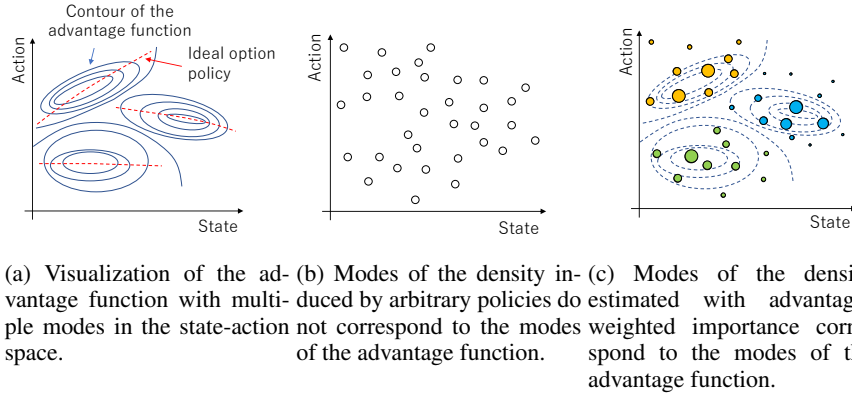 Contour of the
advantage function
Ideal option
policy
Action
State
(a) Visualization of the ad-
vantage function with multi-
ple modes in the state-action
space.
Action
State
(b) Modes of the density in-
duced by arbitrary policies do
not correspond to the modes
of the advantage function.
Action
State
(c) Modes of the densi
estimated with advantag
weighted importance corr
spond to the modes of th
advantage function.